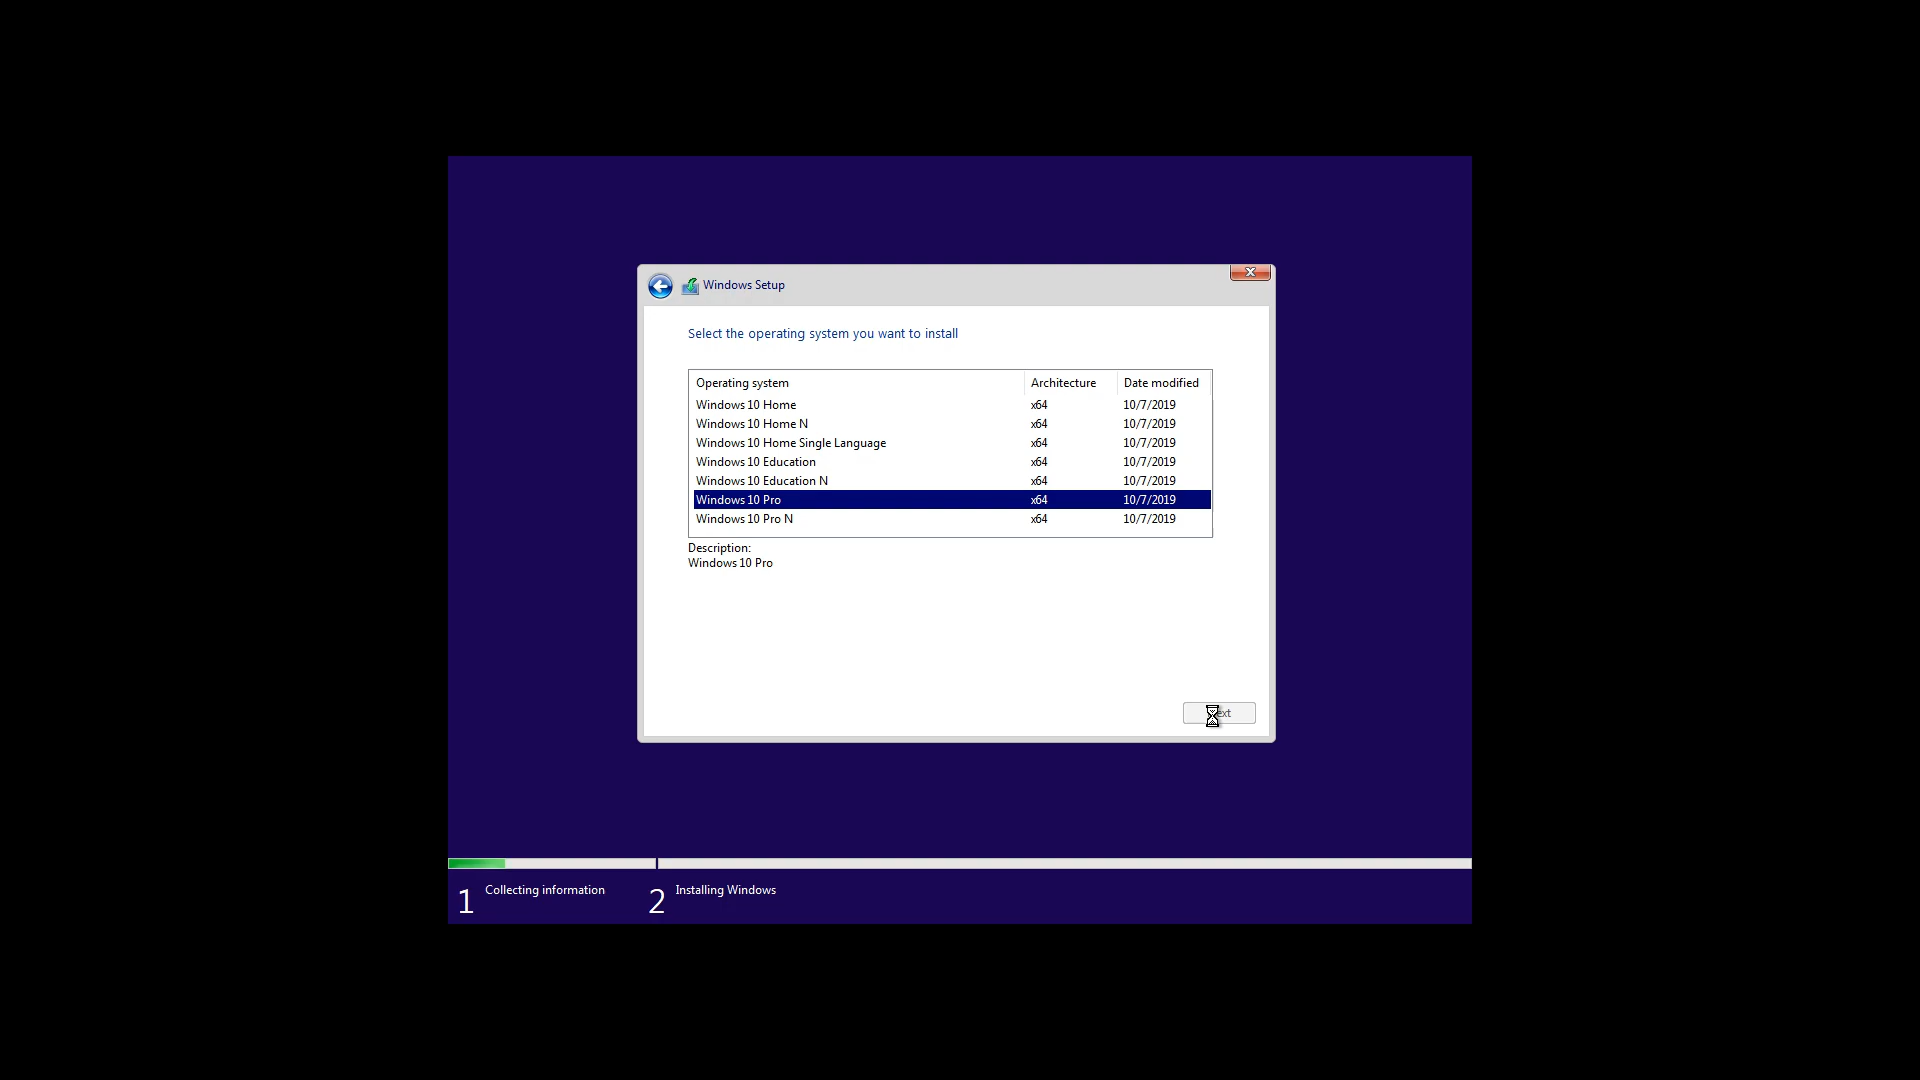 Windows Setup
Select the operating system you want to install
Operating system Architecture Date modified
Windows 10 Home x64 10/7/2019
Windows 10 Home N x64 10/7/2019
Windows 10 Home Single Language x64 10/7/2019
Windows 10 Education x64 10/7/2019
Windows 10 Education N x64 10/7/2019
Windows 10 Pro x64 10/7/2019
Windows 10 Pro N x64 10/7/2019
Description:
Windows 10 Pro
1 Collecting information 2 Installing Windows